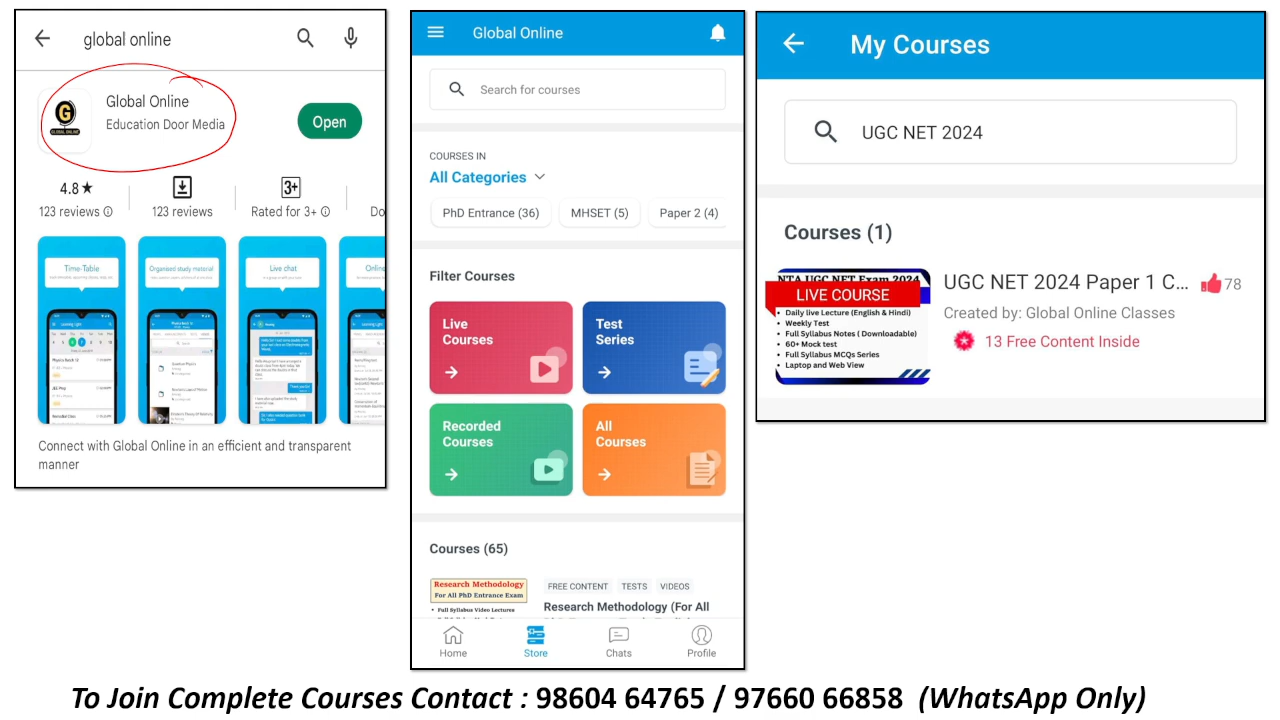 global online
G
GLOBAL ONLINE
Global Online
Education Door Media
Open
4.8★
123 reviews
123 reviews
3+
Rated for 3+
Do
Time-Table
Organised study material
Live chat
Online
Connect with Global Online in an efficient and transparent
manner
Global Online
Search for courses
COURSES IN
All Categories
PhD Entrance (36)
MHSET (5)
Paper 2 (4)
Filter Courses
Live
Courses
Test
Series
Recorded
Courses
All
Courses
Courses (65)
Research Methodology
For All PhD Entrance Exam
• Full Syllabus Video Lectures
FREE CONTENT TESTS VIDEOS
Research Methodology (For All
Home
Store
Chats
Profile
My Courses
UGC NET 2024
Courses (1)
NTA UGC NET Exam 2024
LIVE COURSE
• Daily live Lecture (English & Hindi)
• Weekly Test
• Full Syllabus Notes ( Downloadable)
• 60+ Mock test
• Full Syllabus MCQs Series
• Laptop and Web View
UGC NET 2024 Paper 1 C...
78
Created by: Global Online Classes
13 Free Content Inside
To Join Complete Courses Contact : 98604 64765 / 97660 66858 (WhatsApp Only)